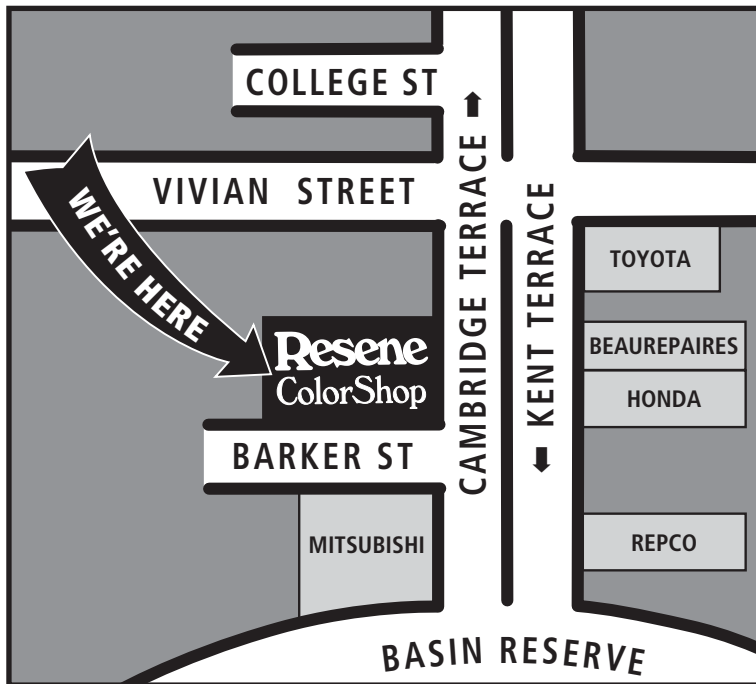 COLLEGE ST
VIVIAN STREET
WE'RE HERE
CAMBRIDGE TERRACE
KENT TERRACE
TOYOTA
Resene
ColorShop
BEAUREPAIRES
HONDA
BARKER ST
MITSUBISHI
REPCO
BASIN RESERVE